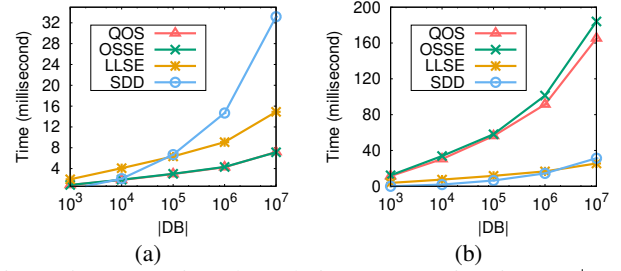 35
32
28
24
20
16
12
8
4
Time (millisecond)
QOS
OSSE
LLSE
SDD
10^3 10^4 10^5 10^6 10^7
|DB|
(a)
200
160
120
80
40
0
Time (millisecond)
QOS
OSSE
LLSE
SDD
10^3 10^4 10^5 10^6 10^7
|DB|
(b)